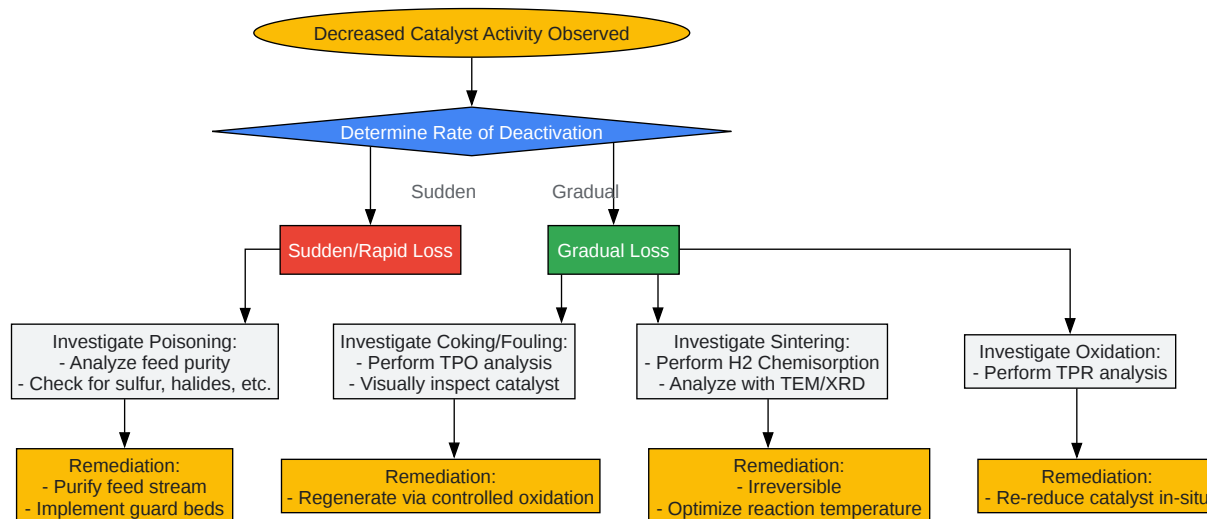 Decreased Catalyst Activity Observed
Determine Rate of Deactivation
Sudden
Gradual
Sudden/Rapid Loss
Gradual Loss
Investigate Poisoning:
- Analyze feed purity
- Check for sulfur, halides, etc.
Investigate Coking/Fouling:
- Perform TPO analysis
- Visually inspect catalyst
Investigate Sintering:
- Perform H2 Chemisorption
- Analyze with TEM/XRD
Investigate Oxidation:
- Perform TPR analysis
Remediation:
- Purify feed stream
- Implement guard beds
Remediation:
- Regenerate via controlled oxidation
Remediation:
- Irreversible
- Optimize reaction temperature
Remediation:
- Re-reduce catalyst in-situ